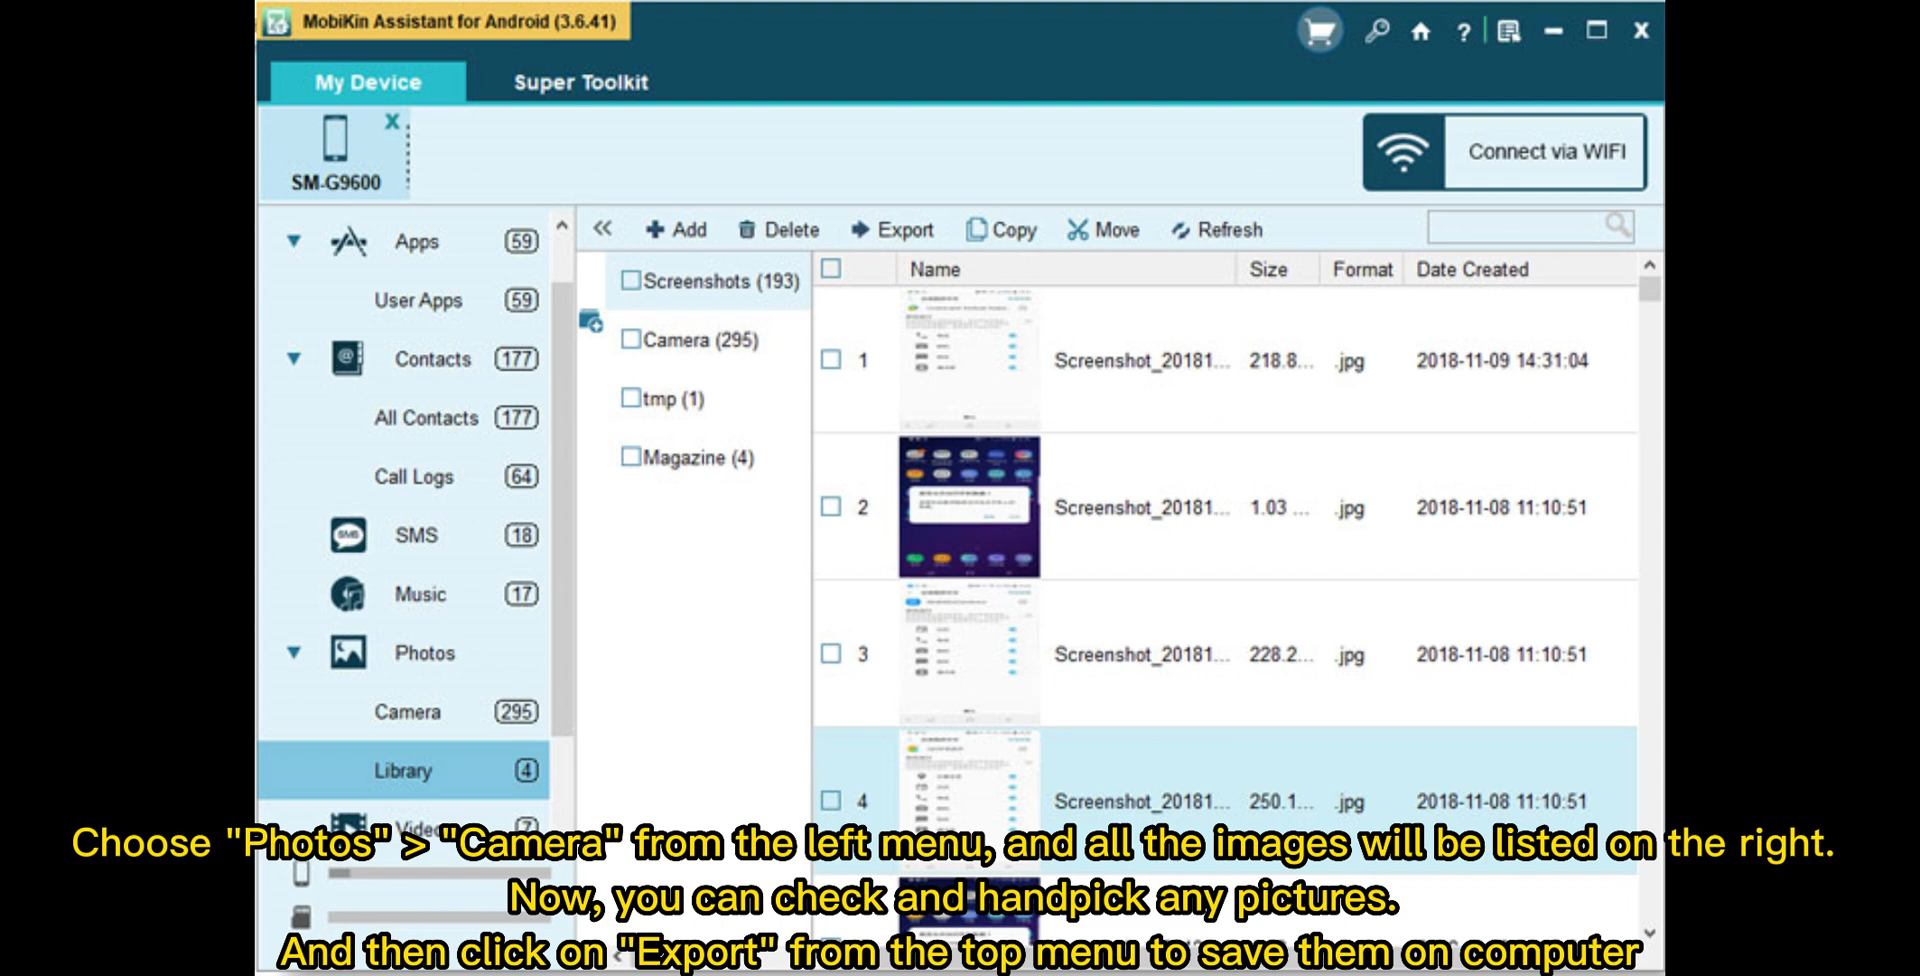 MobiKin Assistant for Android (3.6.41)
?
My Device
Super Toolkit
X
SM-G9600
Connect via WIFI
Apps 59
User Apps 59
Contacts 177
All Contacts 177
Call Logs 64
SMS 18
Music 17
Photos
Camera 295
Library 4
Add Delete Export Copy Move Refresh
Screenshots (193)
Camera (295)
tmp (1)
Magazine (4)
Name Size Format Date Created
1 Screenshot_20181... 218.8... .jpg 2018-11-09 14:31:04
2 Screenshot_20181... 1.03 ... .jpg 2018-11-08 11:10:51
3 Screenshot_20181... 228.2... .jpg 2018-11-08 11:10:51
4 Screenshot_20181... 250.1... .jpg 2018-11-08 11:10:51
Choose "Photos" > "Camera" from the left menu, and all the images will be listed on the right.
Now, you can check and handpick any pictures.
And then click on "Export" from the top menu to save them on computer